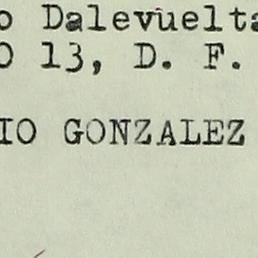 o Dalevuelta
O 13, D. F.
IO GONZALEZ